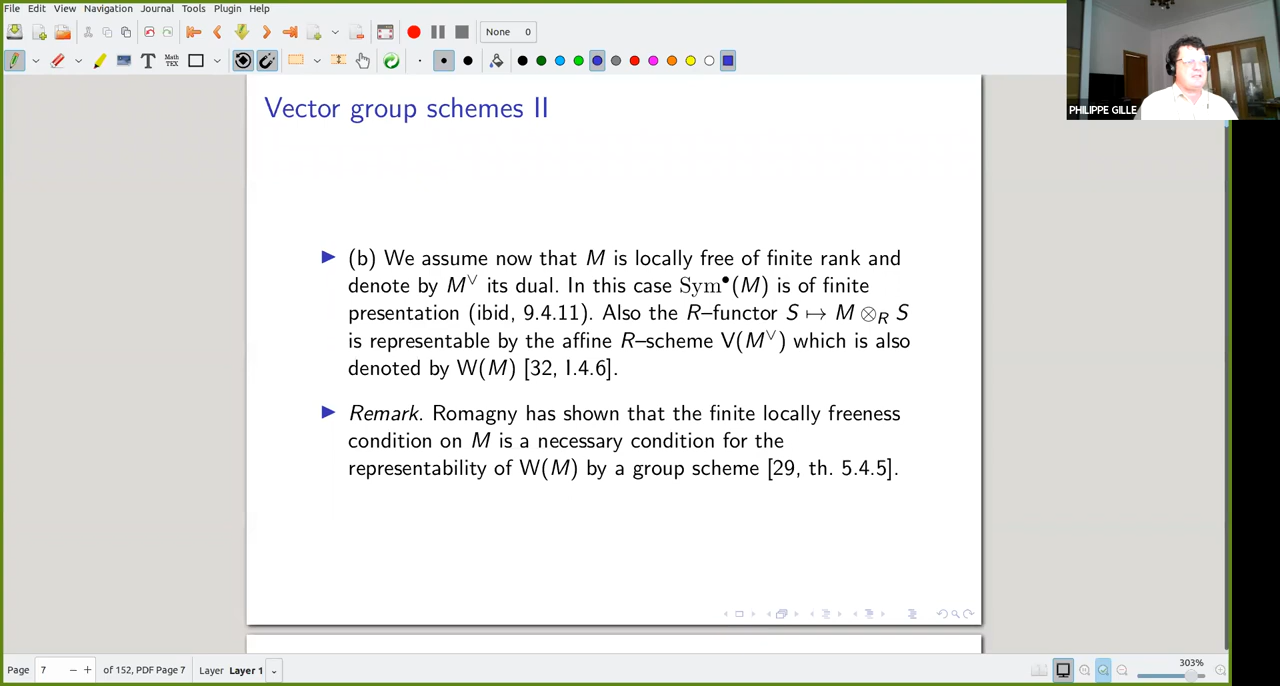 File Edit View Navigation Journal Tools Plugin Help
None 0
T Math TEX
PHILIPPE GILLE
Vector group schemes II
(b) We assume now that M is locally free of finite rank and
denote by M∨ its dual. In this case Sym•(M) is of finite
presentation (ibid, 9.4.11). Also the R–functor S ↦ M ⊗R S
is representable by the affine R–scheme V(M∨) which is also
denoted by W(M) [32, I.4.6].
Remark. Romagny has shown that the finite locally freeness
condition on M is a necessary condition for the
representability of W(M) by a group scheme [29, th. 5.4.5].
Page 7 − + of 152, PDF Page 7 Layer Layer 1 303%